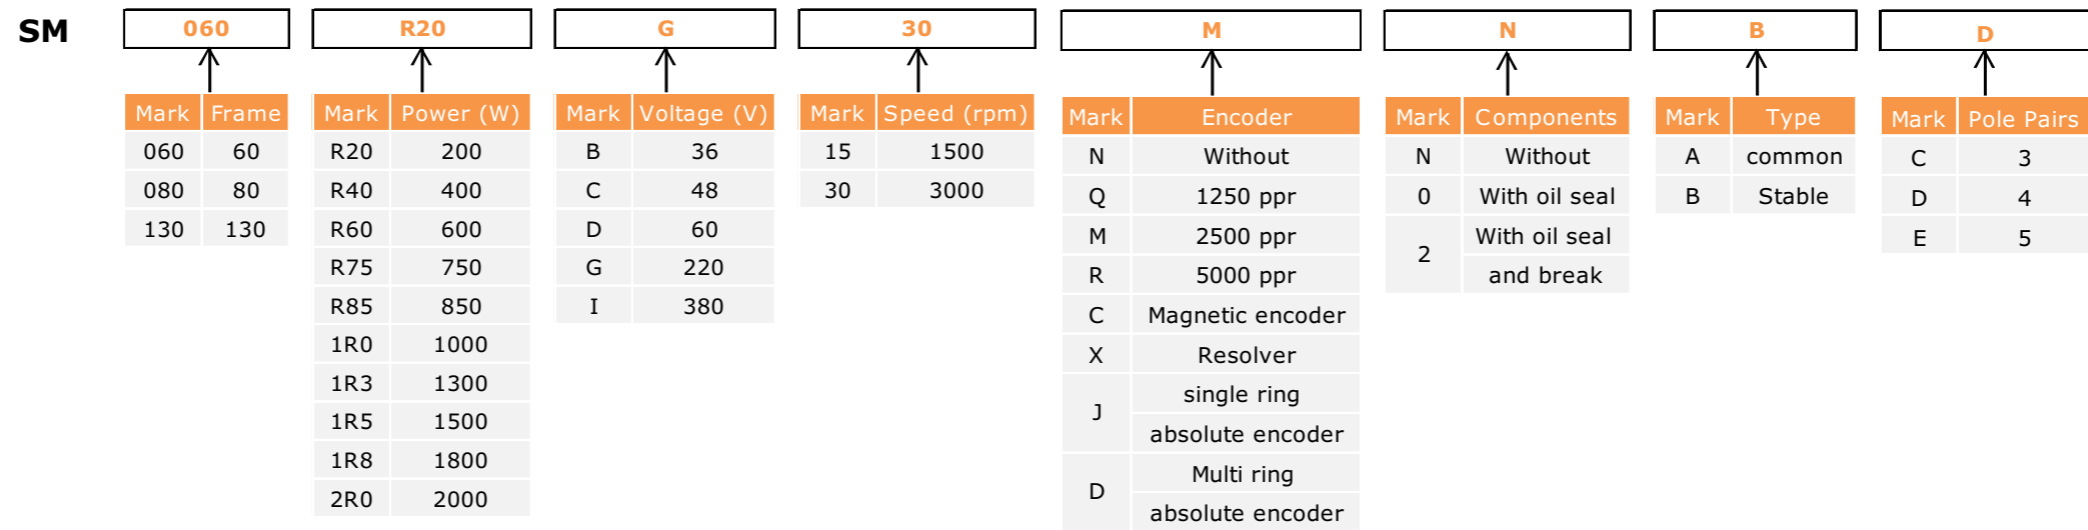 SM 060 R20 G 30 M N B D
Mark Frame Mark Power (W) Mark Voltage (V) Mark Speed (rpm) Mark Encoder Mark Components Mark Type Mark Pole Pairs
060 60 R20 200 B 36 15 1500 N Without N Without A common C 3
080 80 R40 400 C 48 30 3000 Q 1250 ppr 0 With oil seal B Stable D 4
130 130 R60 600 D 60 M 2500 ppr 2 With oil seal E 5
R75 750 G 220 R 5000 ppr and break
R85 850 I 380 C Magnetic encoder
1R0 1000 X Resolver
1R3 1300 J single ring
1R5 1500 absolute encoder
1R8 1800 D Multi ring
2R0 2000 absolute encoder